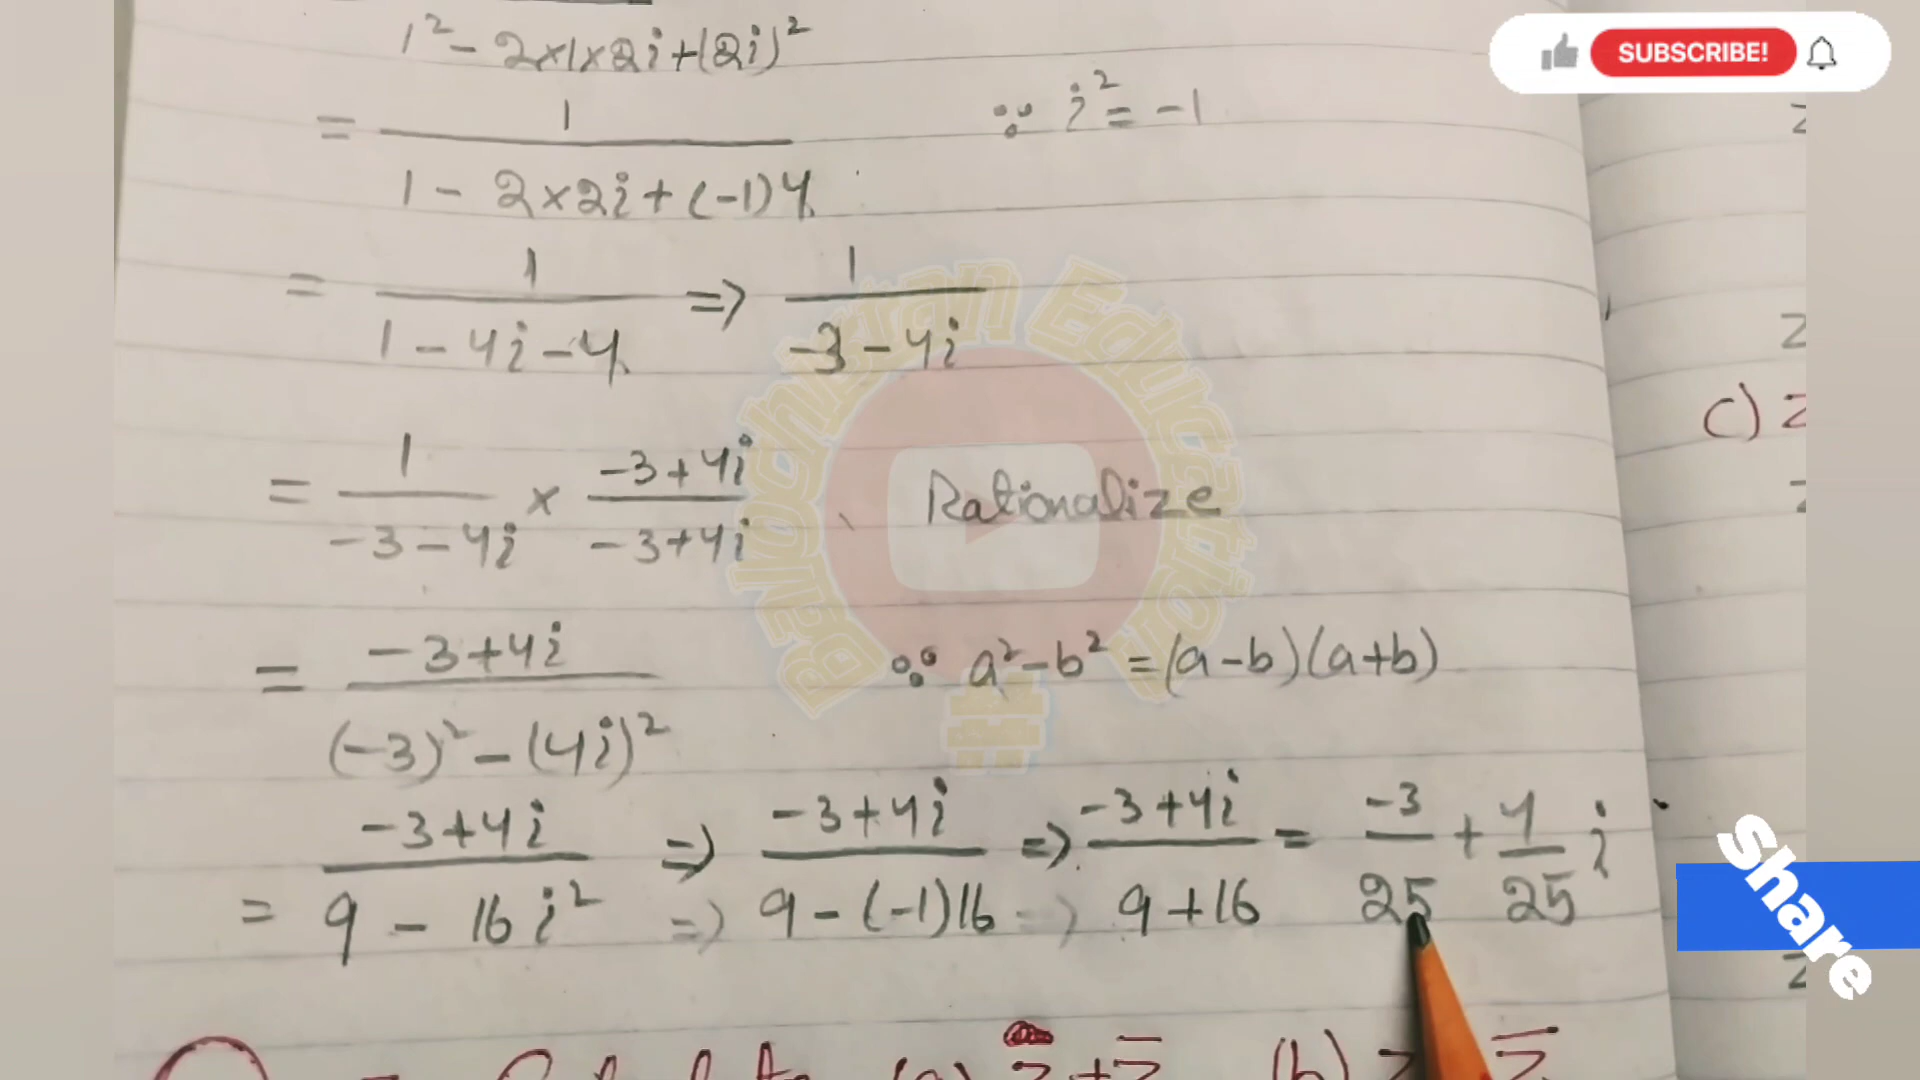 1² - 2×1×2i+(2i)²
SUBSCRIBE!
= 1 / 1 - 2×2i+(-1)4 ∵ i² = -1
= 1 / 1-4i-4 ⇒ 1 / -3-4i
= 1 / -3-4i × -3+4i / -3+4i Rationalize
= -3+4i / (-3)² - (4i)² ∵ a²-b² = (a-b)(a+b)
= -3+4i / 9 - 16i² ⇒ -3+4i / 9-(-1)16 ⇒ -3+4i / 9+16 = -3/25 + 4/25 i
C) Z
Share
Balochistan Education